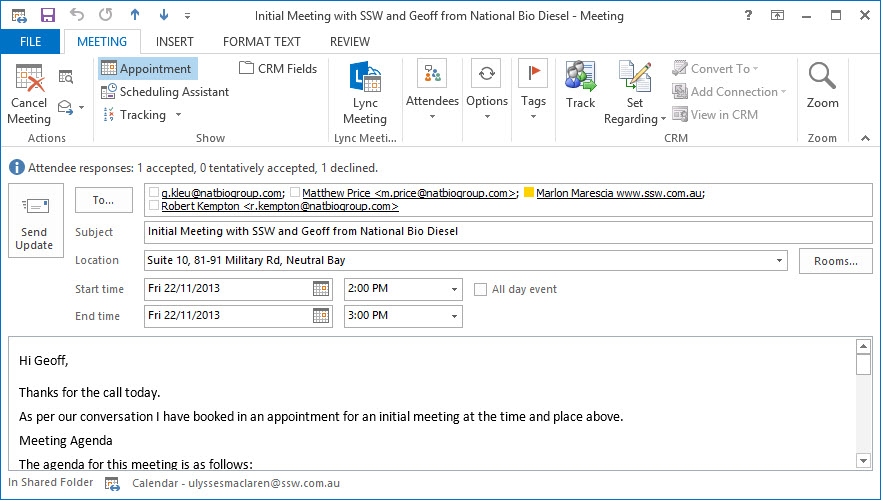 Initial Meeting with SSW and Geoff from National Bio Diesel - Meeting
FILE MEETING INSERT FORMAT TEXT REVIEW
Cancel Meeting
Actions
Appointment
Scheduling Assistant
Tracking
CRM Fields
Show
Lync Meeting
Lync Meeti...
Attendees
Options
Tags
Track
Set Regarding
Convert To
Add Connection
View in CRM
CRM
Zoom
Zoom
Attendee responses: 1 accepted, 0 tentatively accepted, 1 declined.
Send Update
To... g.kleu@natbiogroup.com; Matthew Price <m.price@natbiogroup.com>; Marlon Marescia www.ssw.com.au;
Robert Kempton <r.kempton@natbiogroup.com>
Subject Initial Meeting with SSW and Geoff from National Bio Diesel
Location Suite 10, 81-91 Military Rd, Neutral Bay Rooms...
Start time Fri 22/11/2013 2:00 PM All day event
End time Fri 22/11/2013 3:00 PM
Hi Geoff,
Thanks for the call today.
As per our conversation I have booked in an appointment for an initial meeting at the time and place above.
Meeting Agenda
The agenda for this meeting is as follows:
In Shared Folder Calendar - ulyssesmaclaren@ssw.com.au